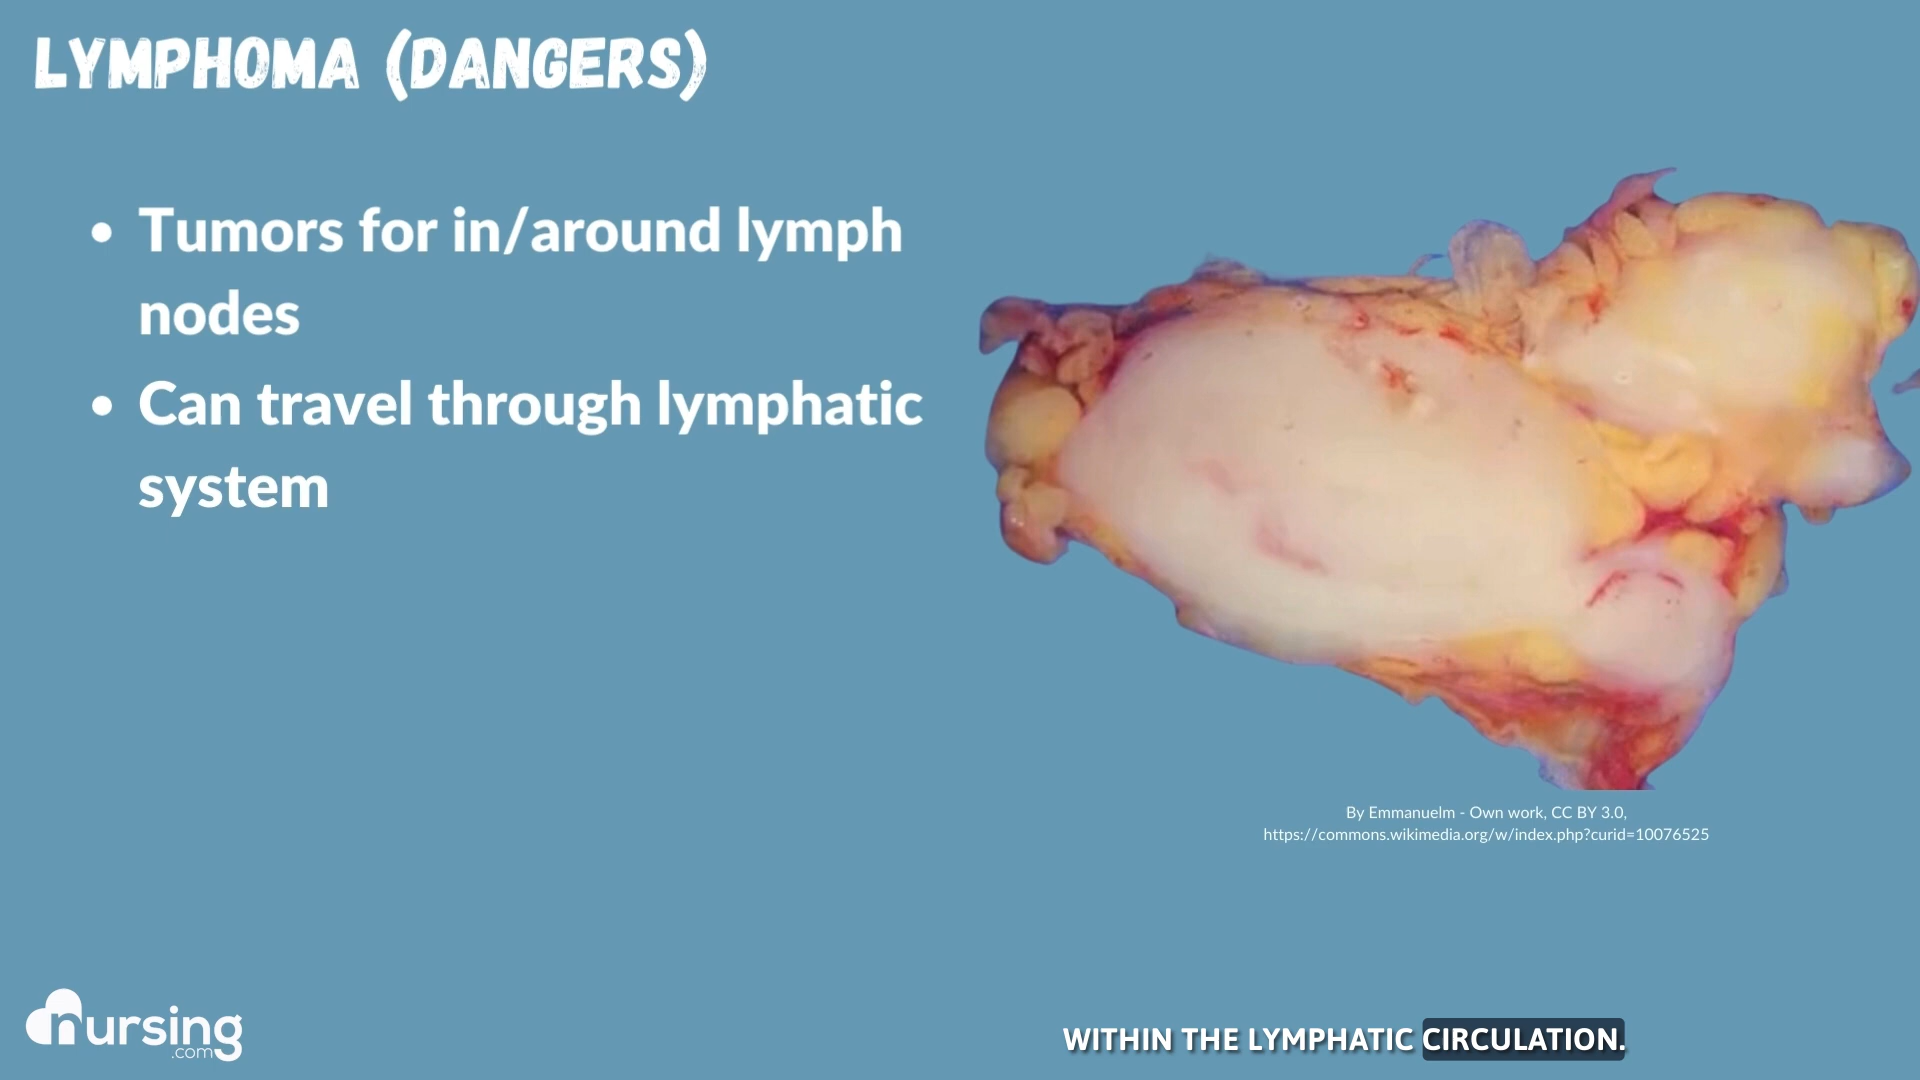 LYMPHOMA (DANGERS)
• Tumors for in/around lymph
nodes
• Can travel through lymphatic
system
By Emmanuelm - Own work, CC BY 3.0,
https://commons.wikimedia.org/w/index.php?curid=10076525
nursing
.com
WITHIN THE LYMPHATIC CIRCULATION.